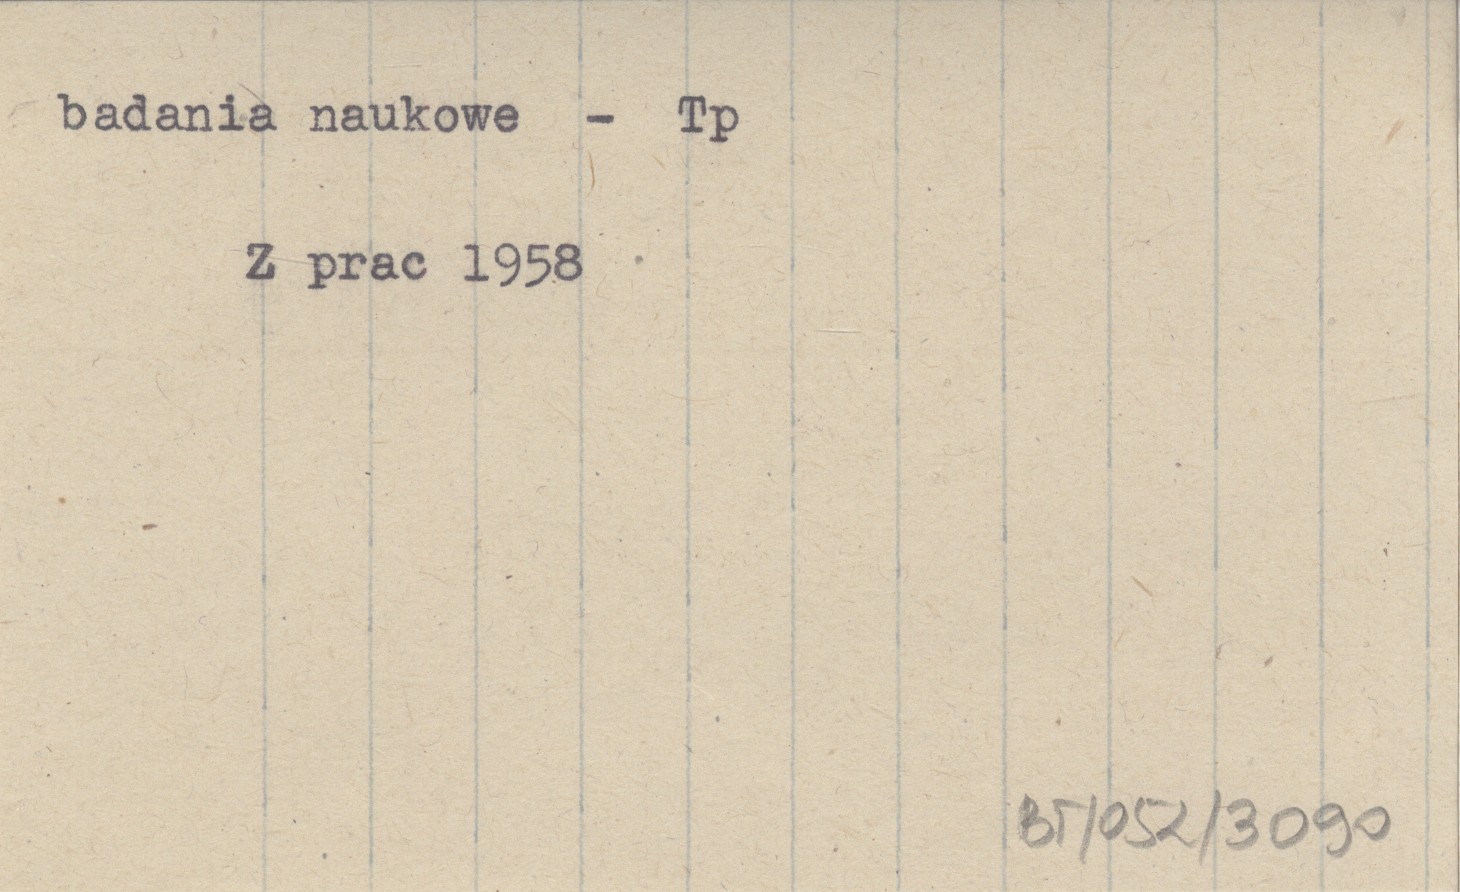 badania naukowe - Tp
Z prac 1958
BT/052/3090